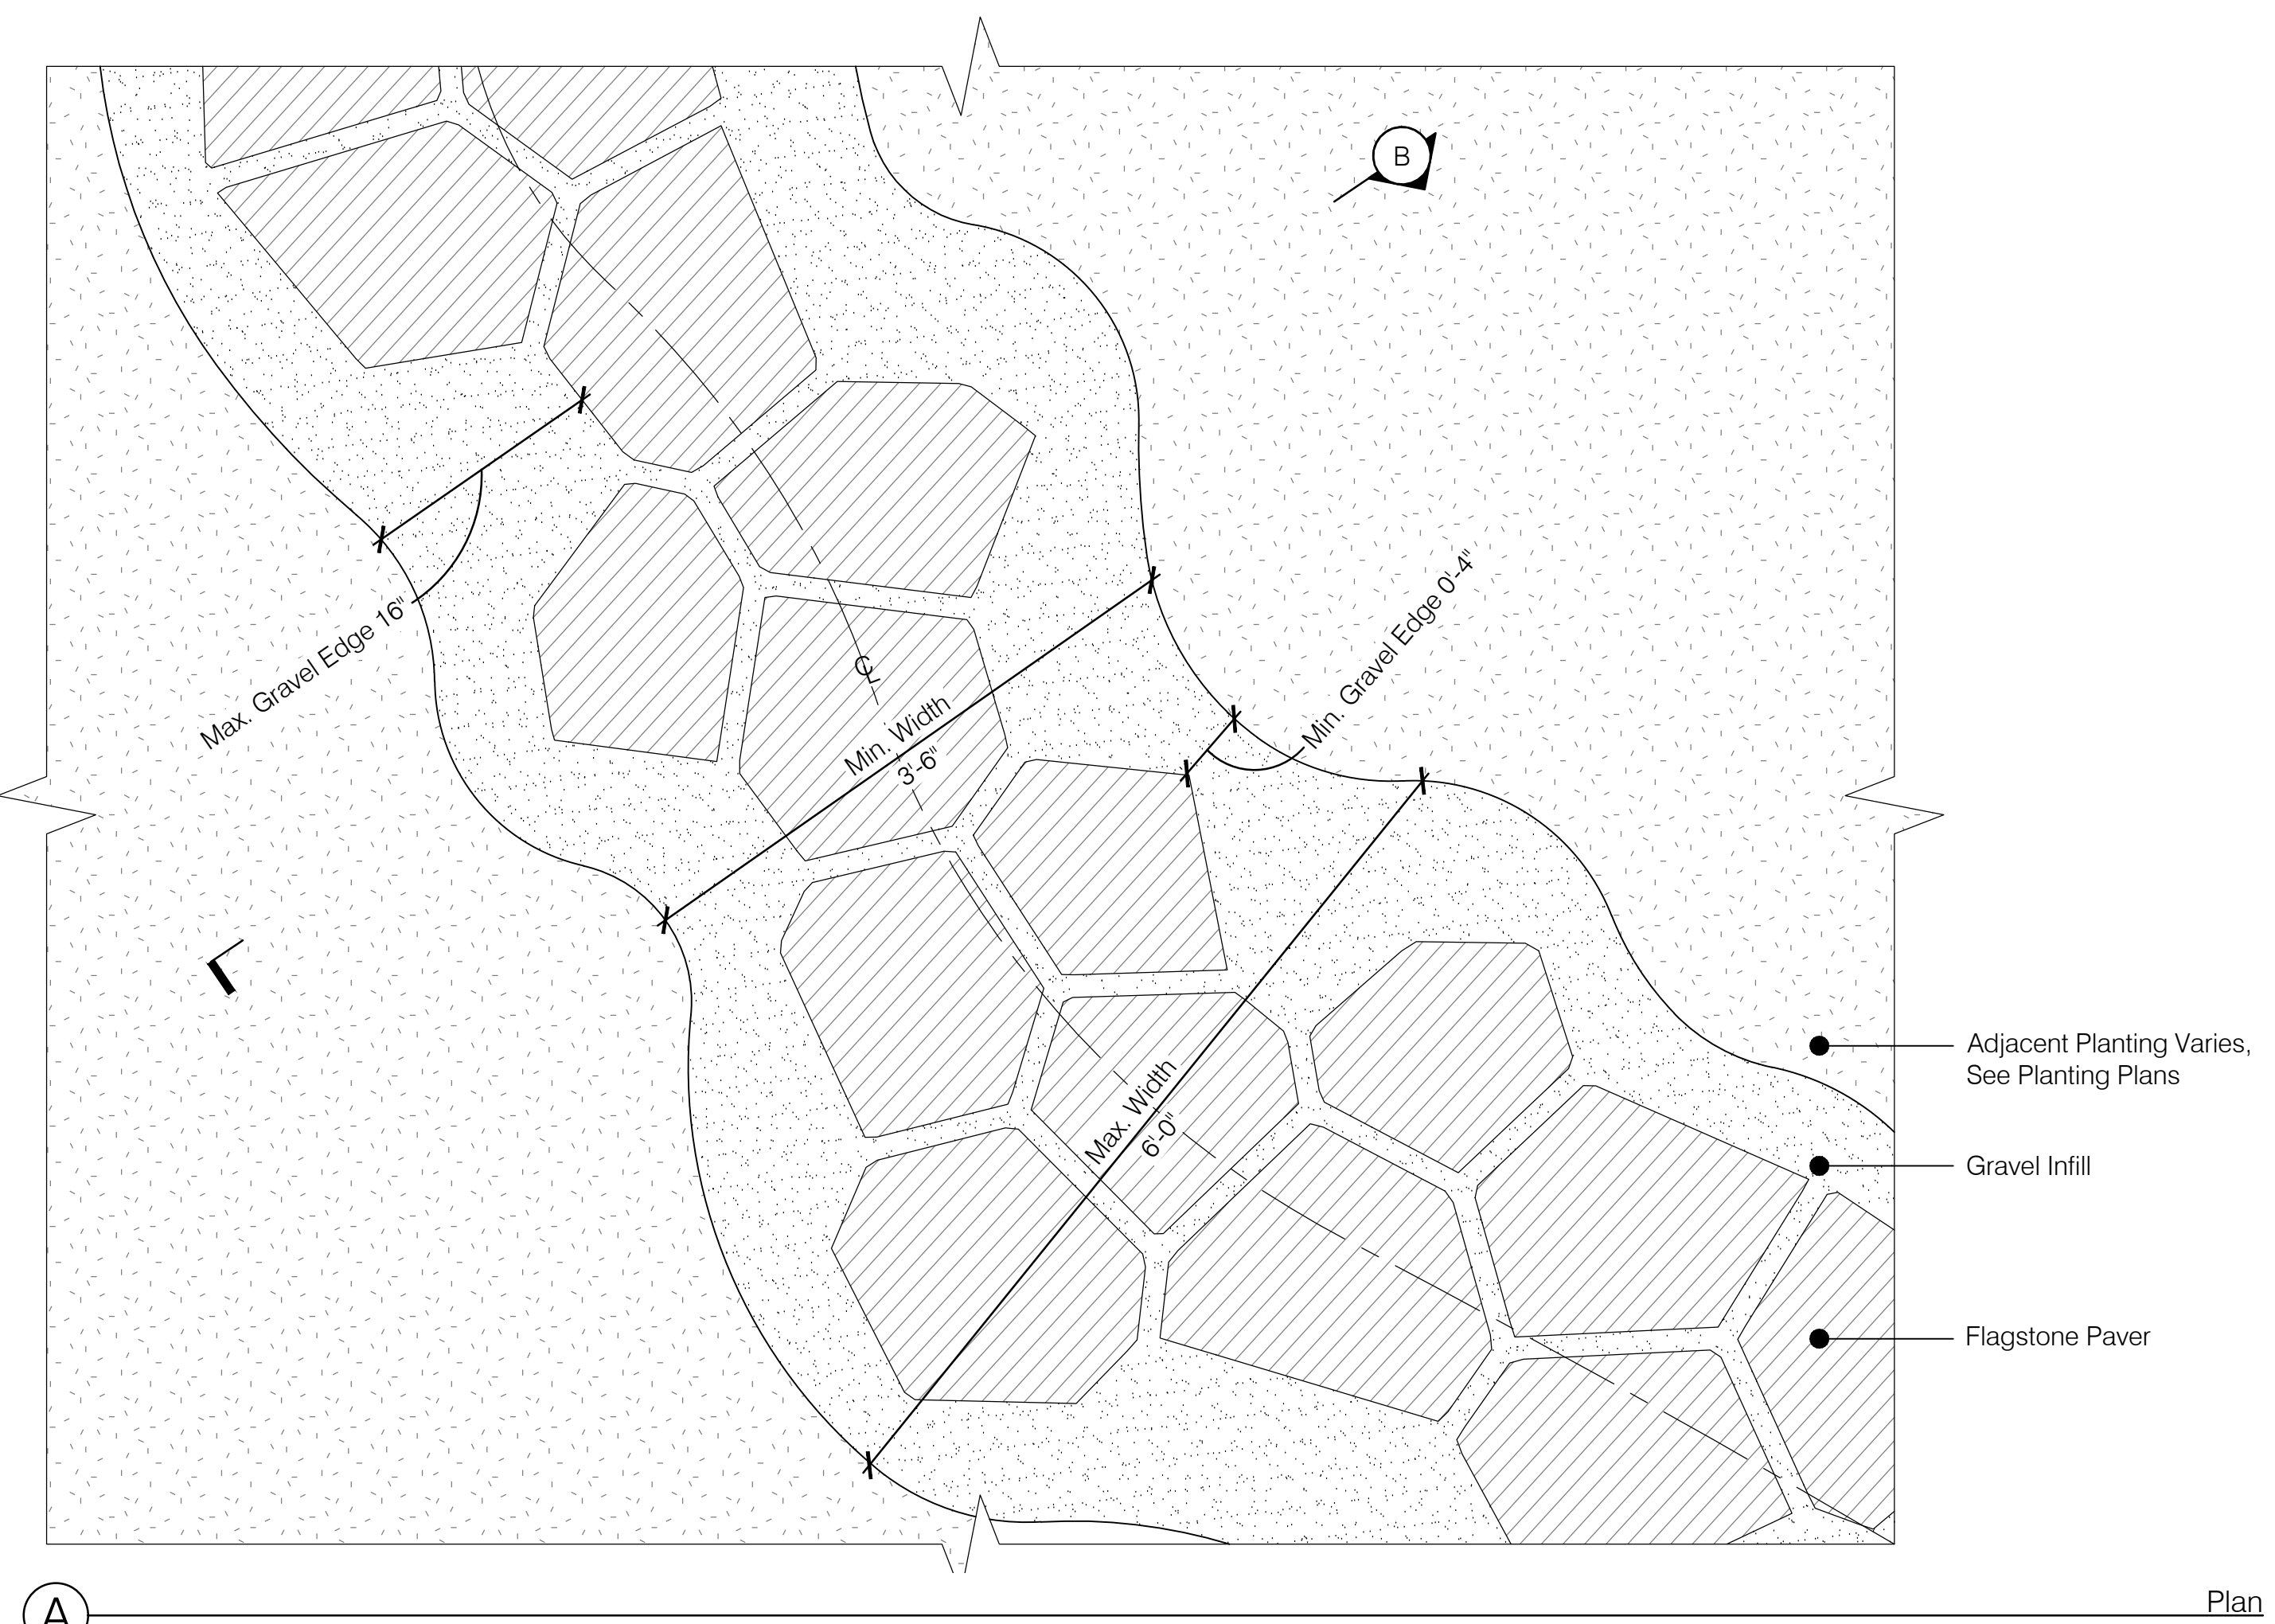 B
Max. Gravel Edge 16"
Min. Gravel Edge 0'-4"
CL
Min. Width
3'-6"
Max. Width
6'-0"
Adjacent Planting Varies,
See Planting Plans
Gravel Infill
Flagstone Paver
A
Plan